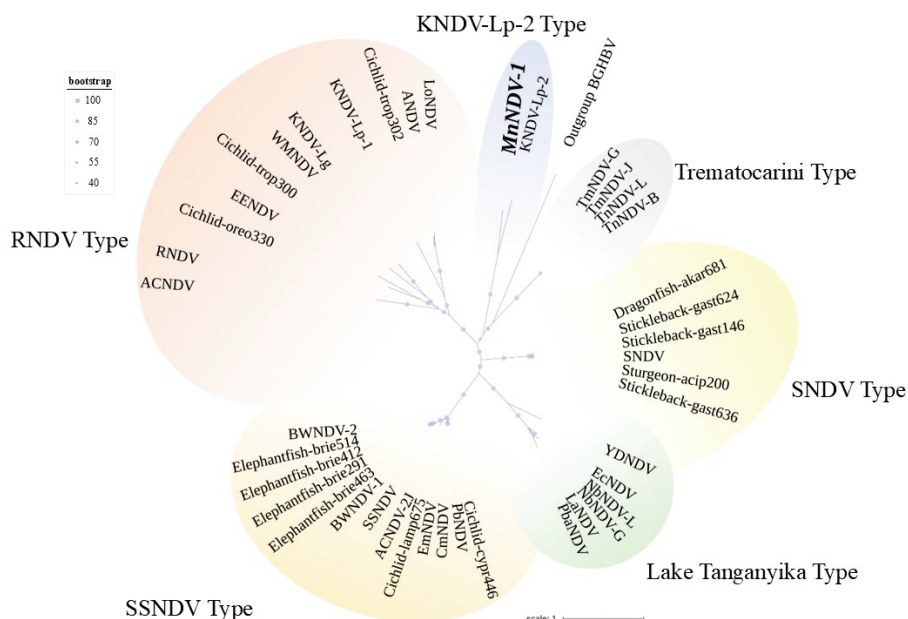 KNDV-Lp-2 Type
bootstrap
100
85
70
55
40
LoNDV
ANDV
Cichlid-trop302
KNDV-Lp-1
KNDV-Lg
WMNDV
Cichlid-trop300
EENDV
Cichlid-oreo330
RNDV
ACNDV
RNDV Type
MnNDV-1
KNDV-Lp-2
Outgroup BGHBV
TmNDV-G
TmNDV-J
TnNDV-L
TnNDV-B
Trematocarini Type
Dragonfish-akar681
Stickleback-gast624
Stickleback-gast146
SNDV
Sturgeon-acip200
Stickleback-gast636
SNDV Type
YDNDV
EcNDV
NbNDV-L
NbNDV-G
LaNDV
PbaNDV
Lake Tanganyika Type
BWNDV-2
Elephantfish-brie514
Elephantfish-brie412
Elephantfish-brie291
Elephantfish-brie463
BWNDV-1
SSNDV
ACNDV-2J
Cichlid-lamp675
EmNDV
CmNDV
PbNDV
Cichlid-cypr446
SSNDV Type
scale: 1